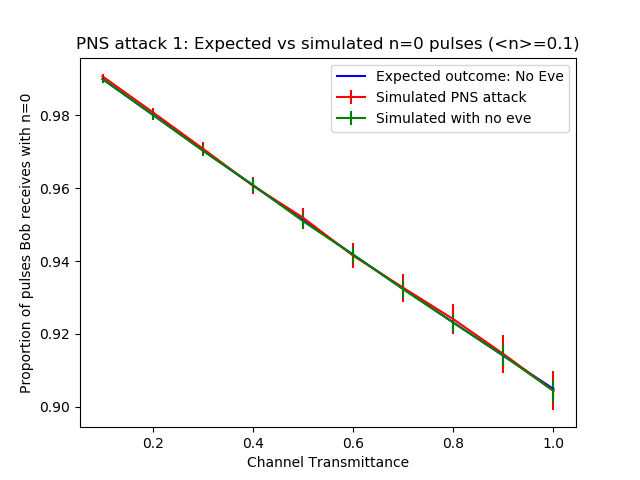 PNS attack 1: Expected vs simulated n=0 pulses (<n>=0.1)
Expected outcome: No Eve
Simulated PNS attack
Simulated with no eve
Proportion of pulses Bob receives with n=0
0.98
0.96
0.94
0.92
0.90
0.2
0.4
0.6
0.8
1.0
Channel Transmittance